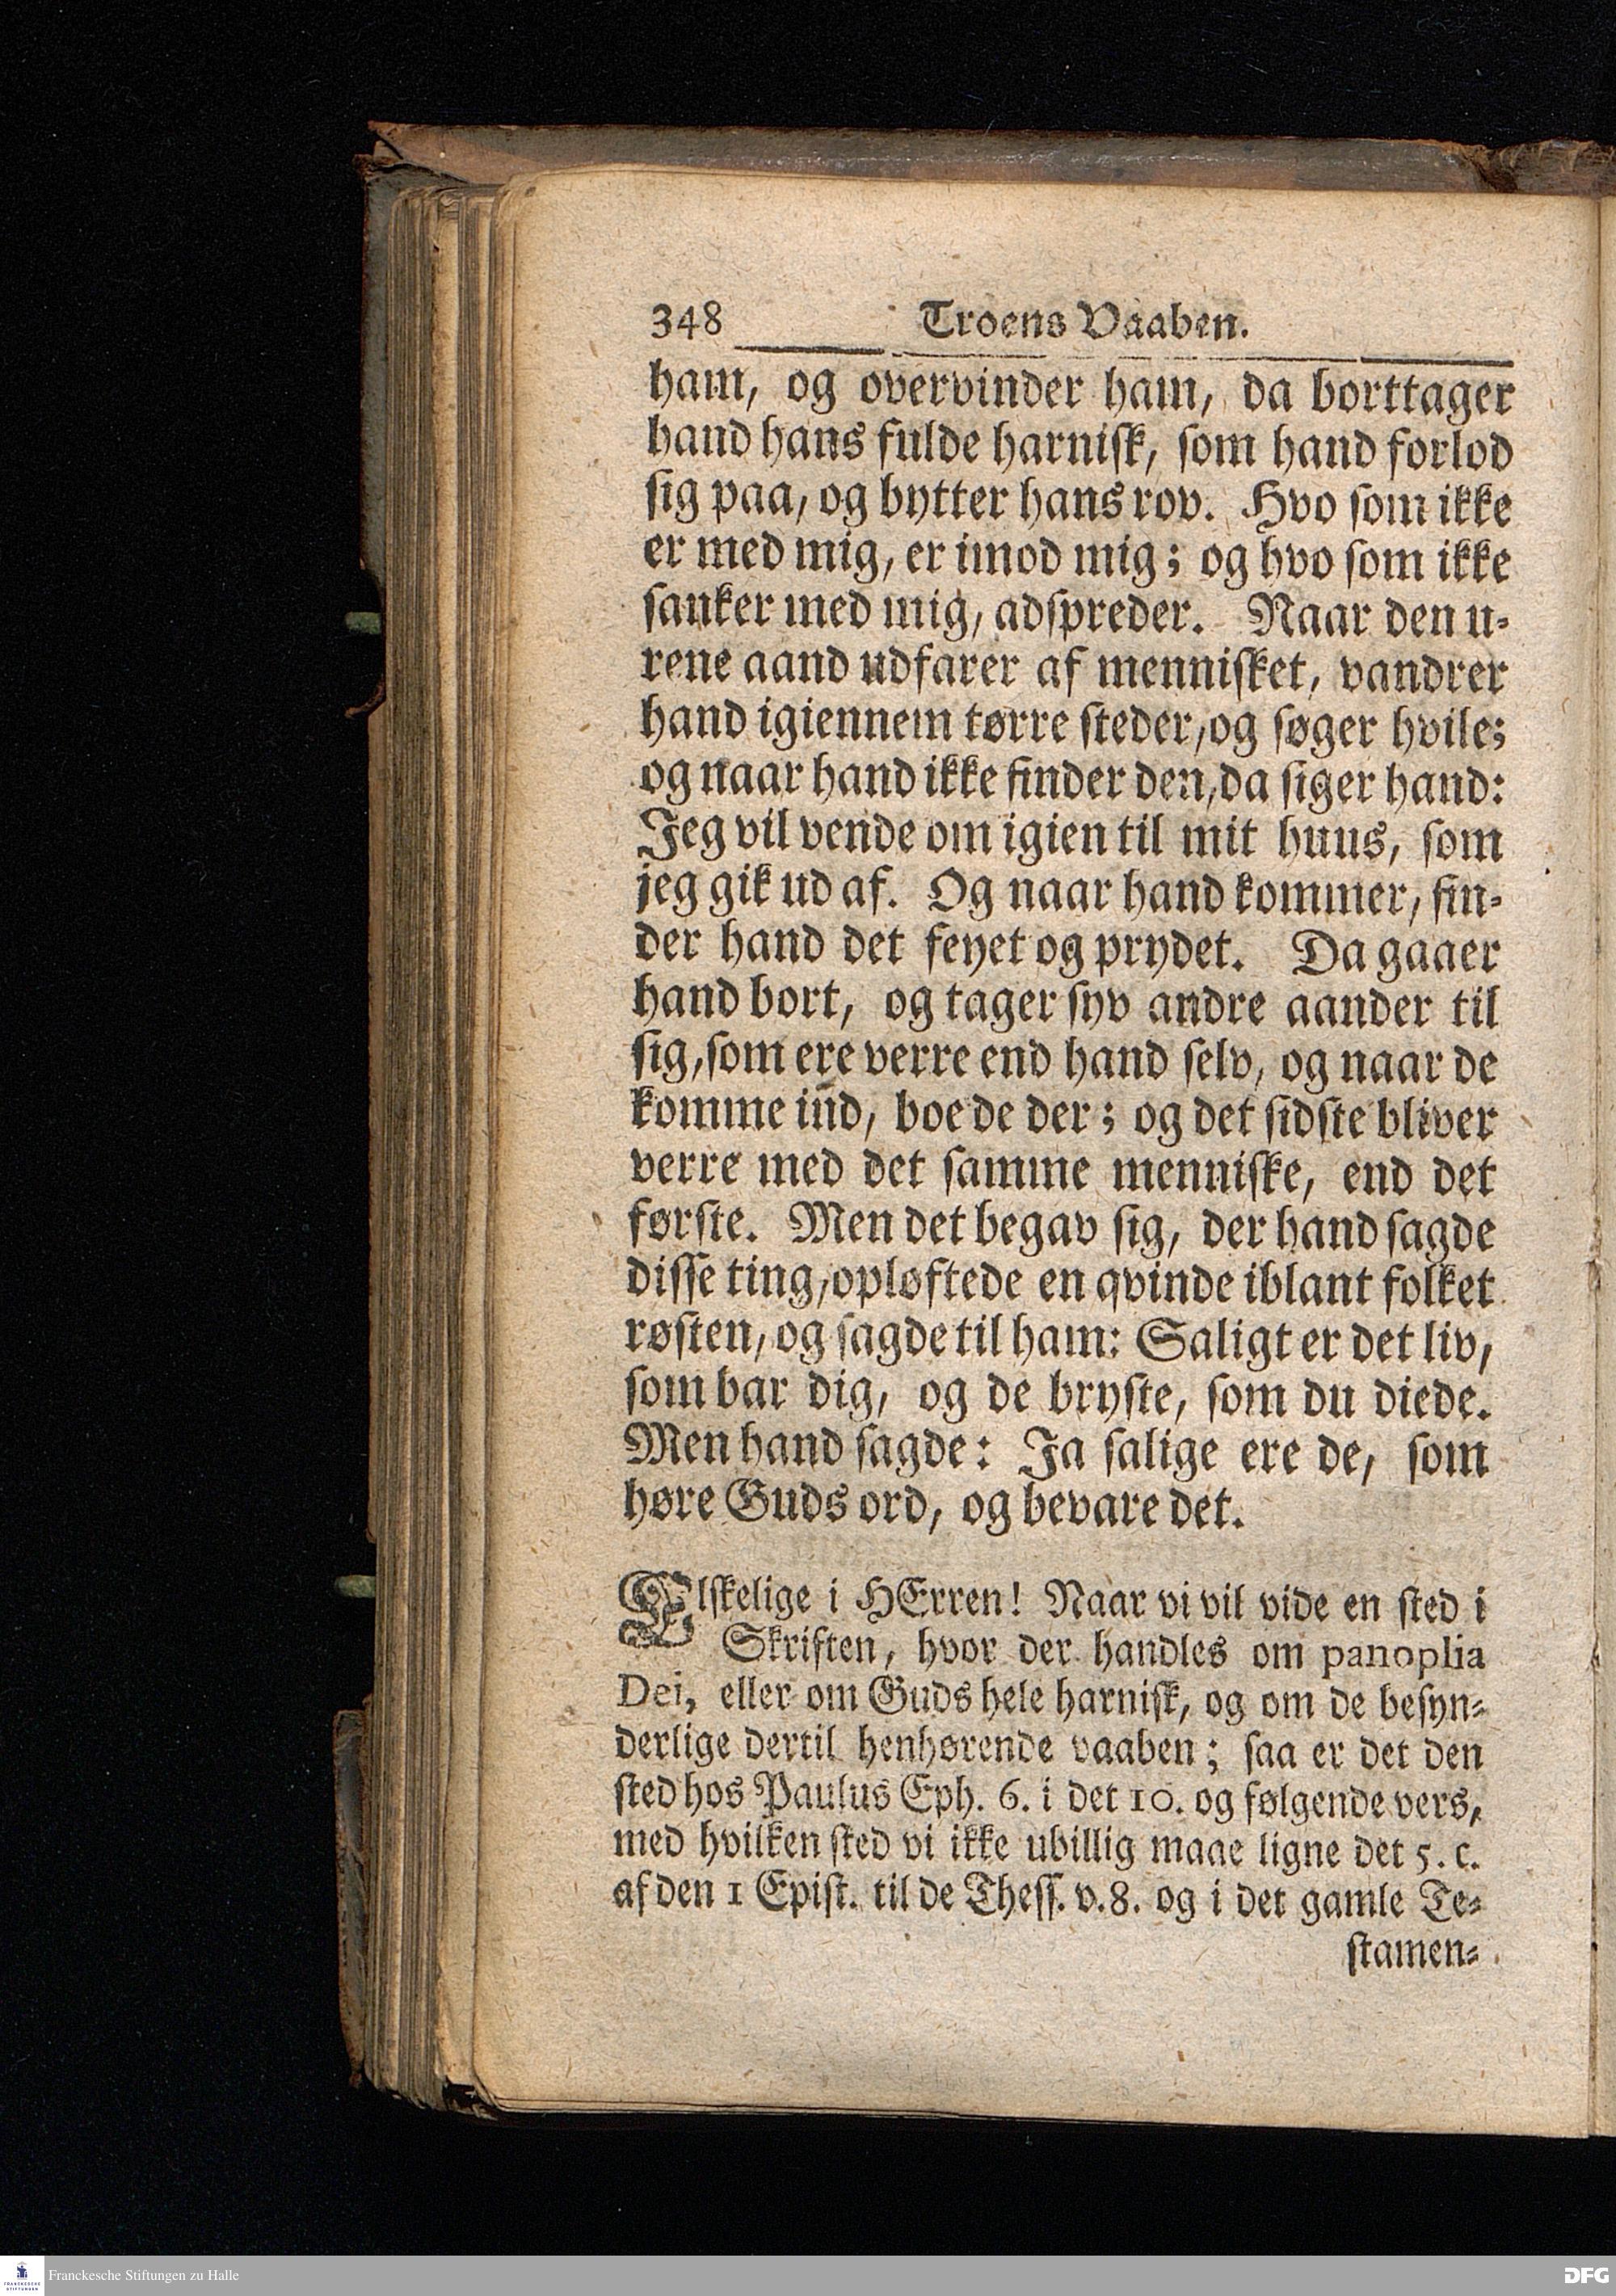 348 Troens Vaaben.
ham, og overvinder ham, da borttager
hand hans fulde harniſk, ſom hand forlod
ſig paa, og bytter hans rov. Hvo ſom ikke
er med mig, er imod mig; og hvo ſom ikke
ſanker med mig, adſpreder. Naar den u-
rene aand udfarer af menniſket, vandrer
hand igiennem tørre ſteder, og ſøger hvile;
og naar hand ikke finder den, da ſiger hand:
Jeg vil vende om igien til mit huus, ſom
jeg gik ud af. Og naar hand kommer, fin-
der hand det feyet og prydet. Da gaaer
hand bort, og tager ſyv andre aander til
ſig, ſom ere verre end hand ſelv, og naar de
komme ind, boe de der; og det ſidſte bliver
verre med det ſamme menniſke, end det
førſte. Men det begav ſig, der hand ſagde
diſſe ting, opløftede en qvinde iblant folket
røſten, og ſagde til ham: Saligt er det liv,
ſom bar dig, og de bryſte, ſom du diede.
Men hand ſagde: Ja ſalige ere de, ſom
høre Guds ord, og bevare det.
Elſkelige i HErren! Naar vi vil vide en ſted i
Skriften, hvor der handles om panoplia
Dei, eller om Guds hele harniſk, og om de beſyn-
derlige dertil henhørende vaaben; ſaa er det den
ſted hos Paulus Eph. 6. i det 10. og følgende vers,
med hvilken ſted vi ikke ubillig maae ligne det 5. c.
af den 1 Epiſt. til de Theſſ. v. 8. og i det gamle Te-
ſtamen-
Franckesche Stiftungen zu Halle
DFG